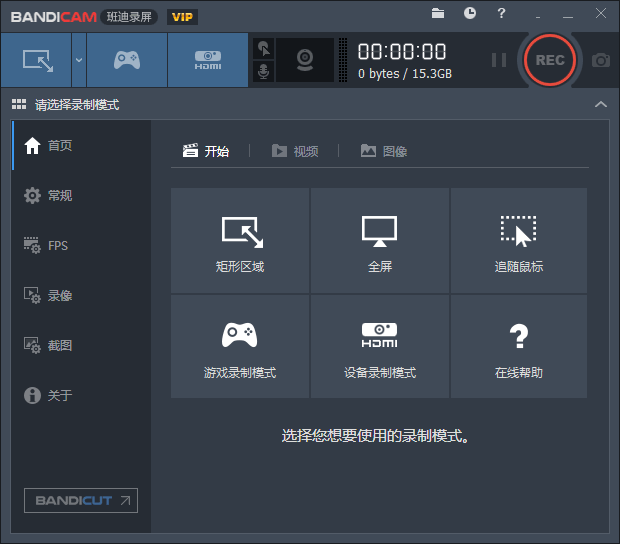 BANDICAM 班迪录屏 VIP
?
HDMI
00:00:00
0 bytes / 15.3GB
REC
请选择录制模式
首页
常规
FPS
录像
截图
关于
BANDICUT
开始
视频
图像
矩形区域
全屏
追随鼠标
游戏录制模式
HDMI
设备录制模式
?
在线帮助
选择您想要使用的录制模式。